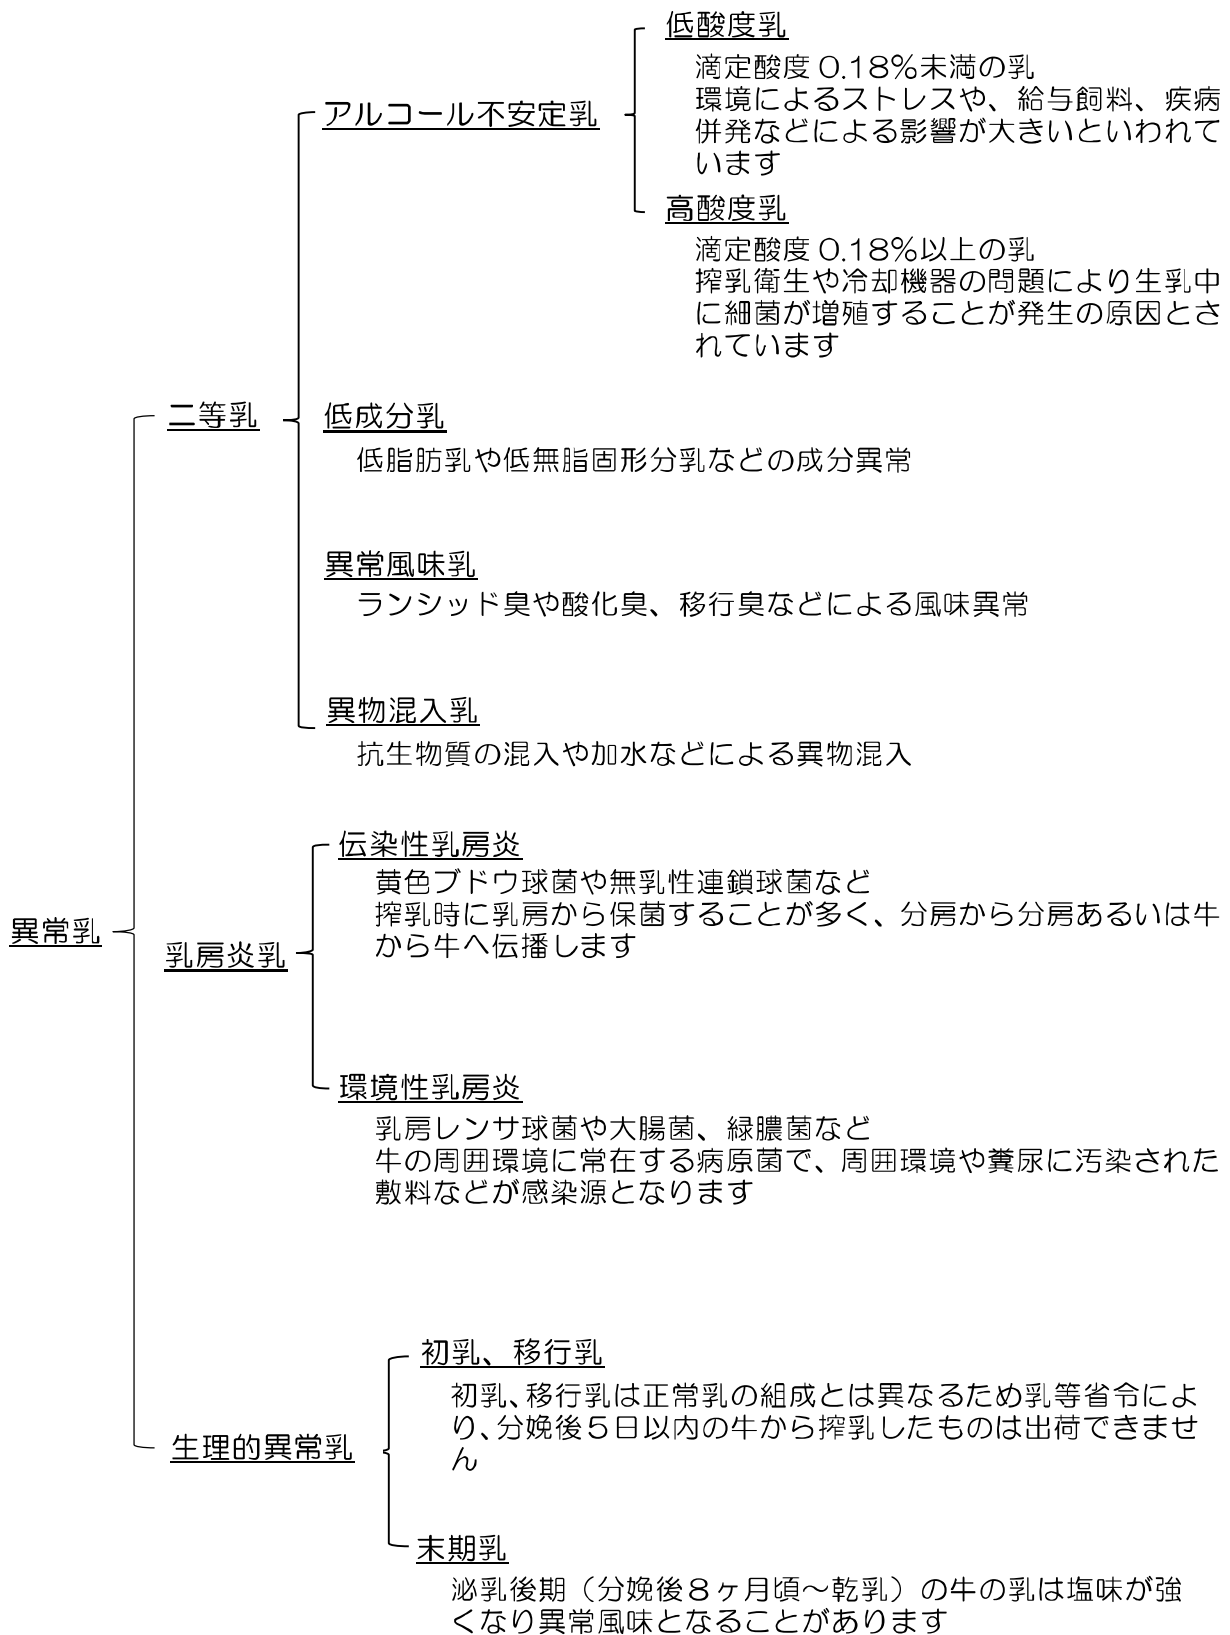 低酸度乳
滴定酸度 0.18％未満の乳
環境によるストレスや、給与飼料、疾病
併発などによる影響が大きいといわれて
います
アルコール不安定乳
高酸度乳
滴定酸度 0.18％以上の乳
搾乳衛生や冷却機器の問題により生乳中
に細菌が増殖することが発生の原因とさ
れています
二等乳
低成分乳
低脂肪乳や低無脂固形分乳などの成分異常
異常風味乳
ランシッド臭や酸化臭、移行臭などによる風味異常
異物混入乳
抗生物質の混入や加水などによる異物混入
異常乳
伝染性乳房炎
黄色ブドウ球菌や無乳性連鎖球菌など
搾乳時に乳房から保菌することが多く、分房から分房あるいは牛
から牛へ伝播します
乳房炎乳
環境性乳房炎
乳房レンサ球菌や大腸菌、緑膿菌など
牛の周囲環境に常在する病原菌で、周囲環境や糞尿に汚染された
敷料などが感染源となります
初乳、移行乳
初乳、移行乳は正常乳の組成とは異なるため乳等省令によ
り、分娩後５日以内の牛から搾乳したものは出荷できませ
ん
生理的異常乳
末期乳
泌乳後期（分娩後８ヶ月頃～乾乳）の牛の乳は塩味が強
くなり異常風味となることがあります